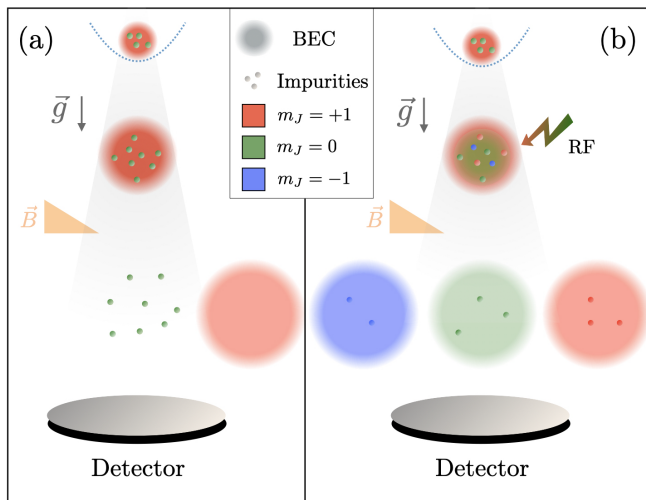 (a)
g⃗
B⃗
Detector
BEC
Impurities
m_J = +1
m_J = 0
m_J = −1
(b)
g⃗
RF
B⃗
Detector